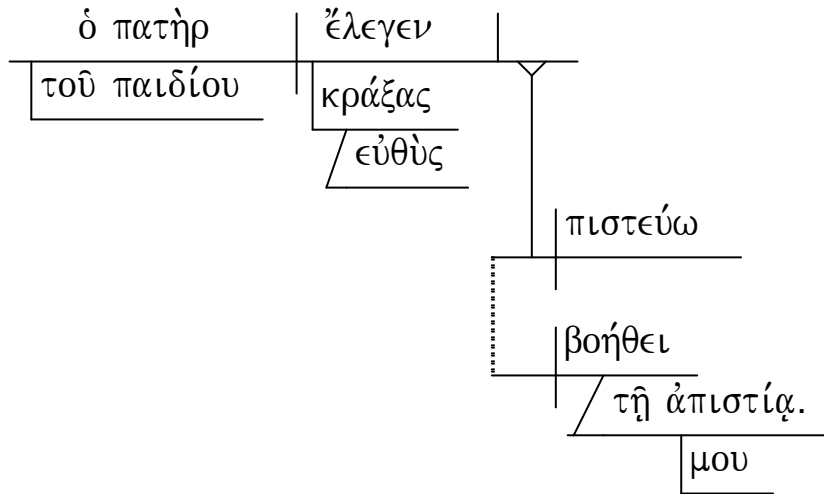 ὁ πατὴρ ἔλεγεν
τοῦ παιδίου κράξας
εὐθὺς
πιστεύω
βοήθει
τῇ ἀπιστίᾳ.
μου